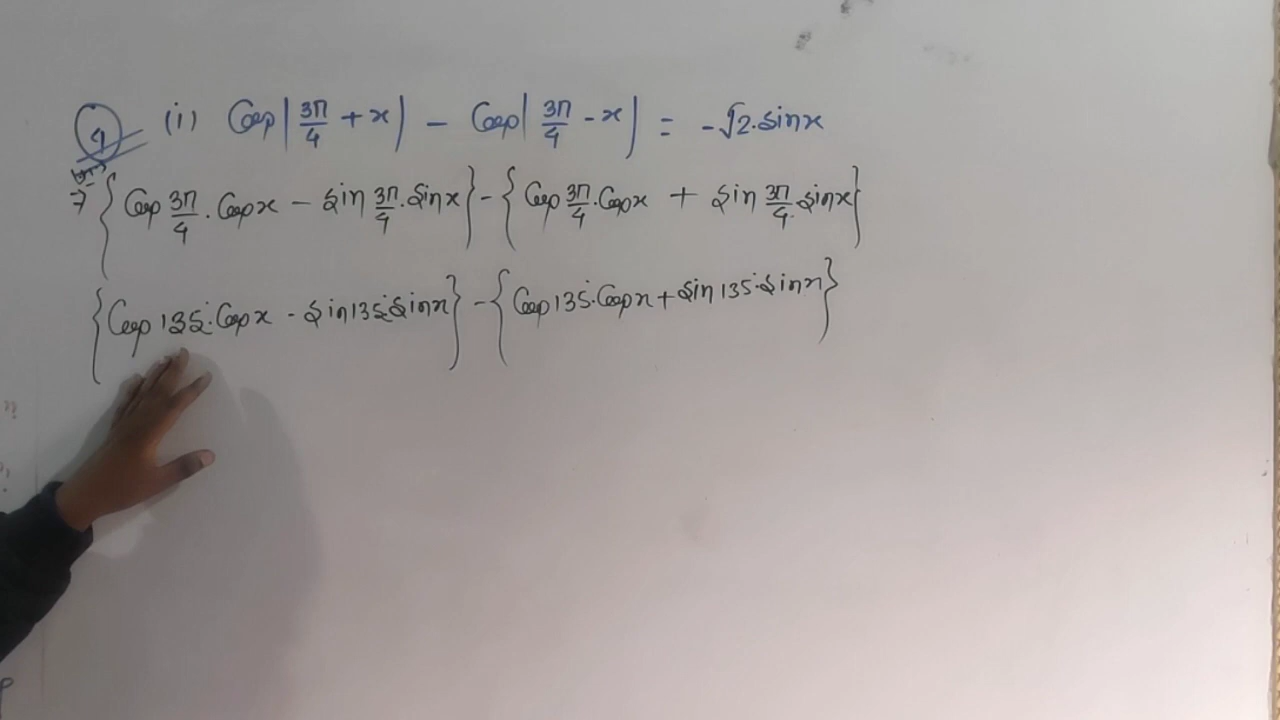 9 (i) Cos(3π/4 + x) - Cos(3π/4 - x) = -√2.sinx
⇒ {Cos 3π/4 . Cosx - sin 3π/4 . sinx} - {Cos 3π/4 . Cosx + sin 3π/4 . sinx}
{Cos 135°. Cosx - sin 135°. sinx} - {Cos 135°. Cosx + sin 135°. sinx}